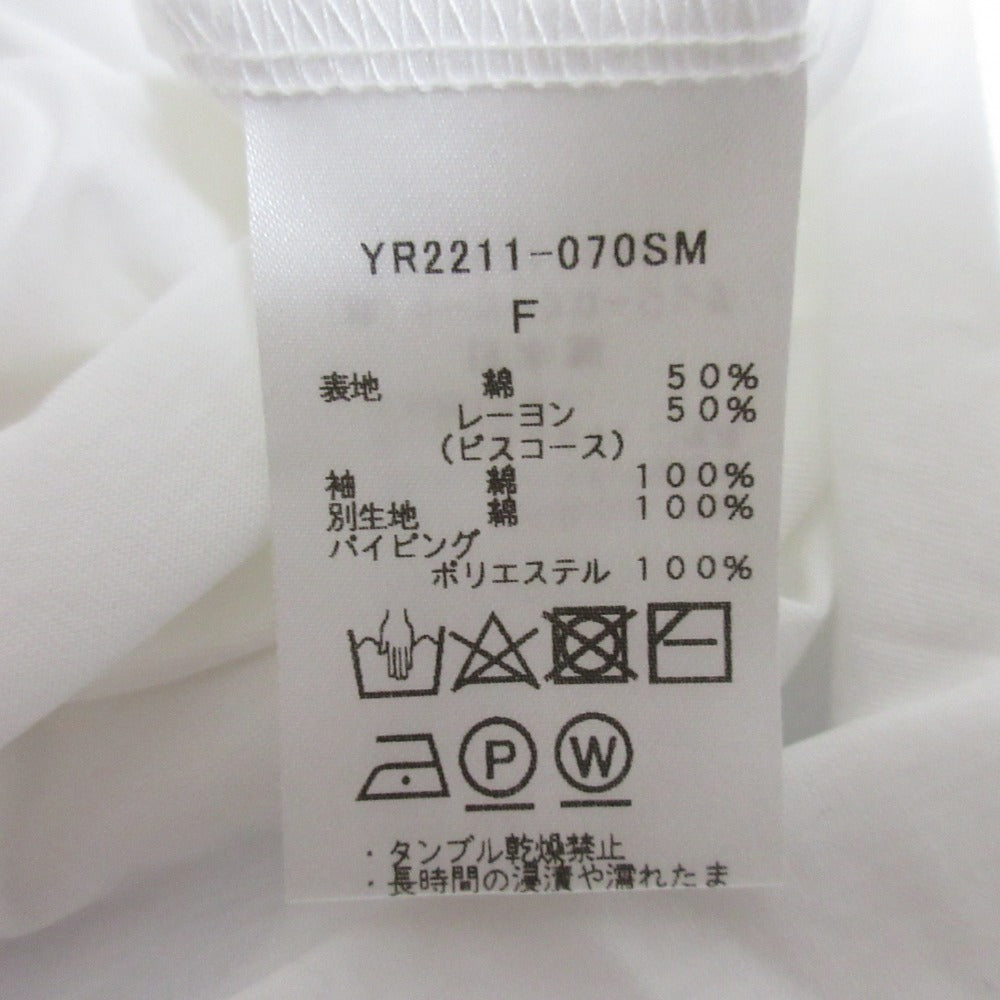 YR2211-070SM
F
表地 綿 50%
レーヨン 50%
(ビスコース)
袖 綿 100%
別生地 綿 100%
パイピング
ポリエステル 100%
P W
・タンブル乾燥禁止
・長時間の浸漬や濡れたま